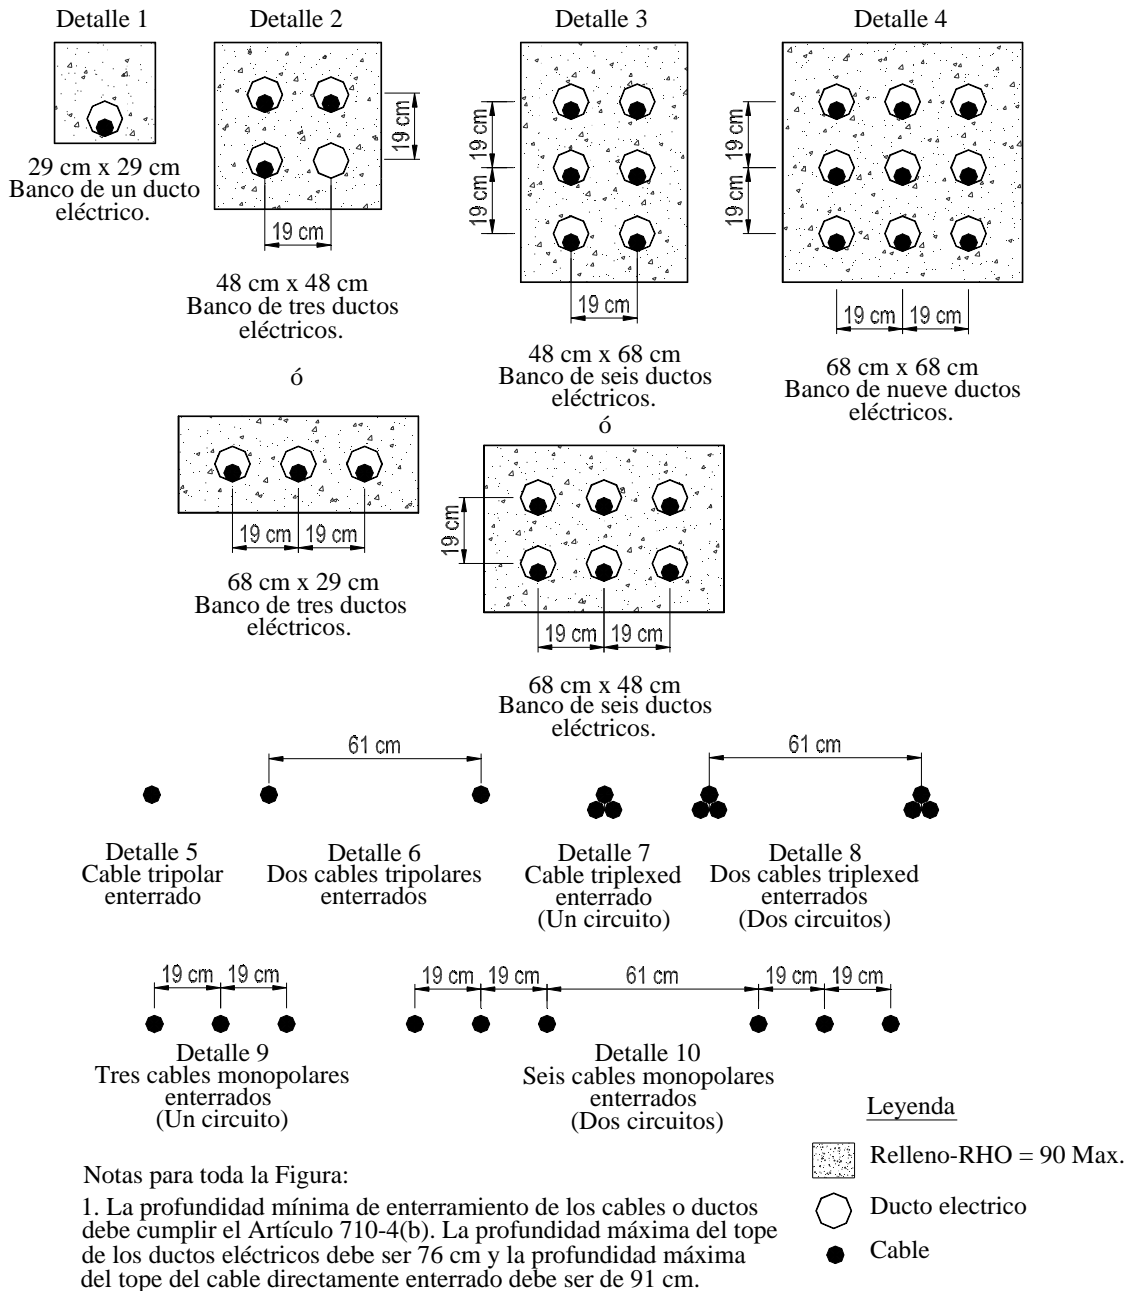 Detalle 1
29 cm x 29 cm
Banco de un ducto
eléctrico.
Detalle 2
19 cm
19 cm
48 cm x 48 cm
Banco de tres ductos
eléctricos.
ó
19 cm
19 cm
68 cm x 29 cm
Banco de tres ductos
eléctricos.
Detalle 3
19 cm
19 cm
19 cm
48 cm x 68 cm
Banco de seis ductos
eléctricos.
ó
19 cm
19 cm
19 cm
68 cm x 48 cm
Banco de seis ductos
eléctricos.
Detalle 4
19 cm
19 cm
19 cm
19 cm
68 cm x 68 cm
Banco de nueve ductos
eléctricos.
Detalle 5
Cable tripolar
enterrado
61 cm
Detalle 6
Dos cables tripolares
enterrados
Detalle 7
Cable triplexed
enterrado
(Un circuito)
61 cm
Detalle 8
Dos cables triplexed
enterrados
(Dos circuitos)
19 cm
19 cm
Detalle 9
Tres cables monopolares
enterrados
(Un circuito)
19 cm
19 cm
61 cm
19 cm
19 cm
Detalle 10
Seis cables monopolares
enterrados
(Dos circuitos)
Leyenda
Relleno-RHO = 90 Max.
Ducto electrico
Cable
Notas para toda la Figura:
1. La profundidad mínima de enterramiento de los cables o ductos
debe cumplir el Artículo 710-4(b). La profundidad máxima del tope
de los ductos eléctricos debe ser 76 cm y la profundidad máxima
del tope del cable directamente enterrado debe ser de 91 cm.